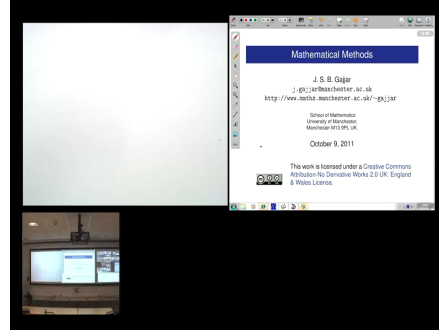 Mathematical Methods
J. S. B. Gajjar
j.gajjar@manchester.ac.uk
http://www.maths.manchester.ac.uk/~gajjar
School of Mathematics
University of Manchester,
Manchester M13 9PL UK.
October 9, 2011
This work is licensed under a Creative Commons
Attribution-No Derivative Works 2.0 UK: England
& Wales License.